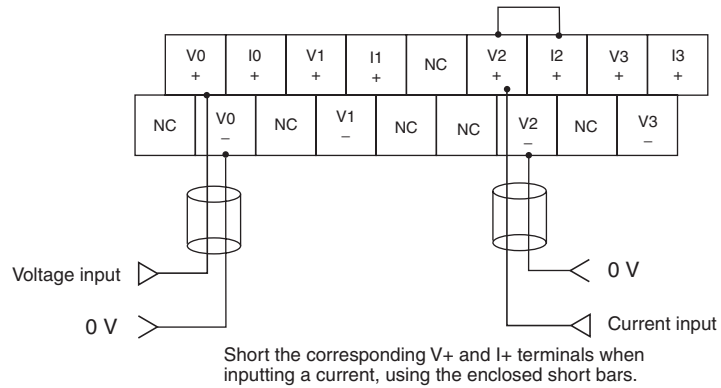 V0 I0 V1 I1 NC V2 I2 V3 I3
+ + + + + + + +
NC V0 NC V1 NC NC V2 NC V3
– – – –
Voltage input
0 V
0 V
Current input
Short the corresponding V+ and I+ terminals when
inputting a current, using the enclosed short bars.